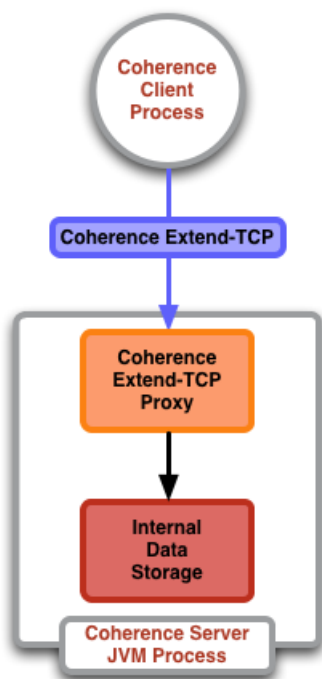 Coherence
Client
Process
Coherence Extend-TCP
Coherence
Extend-TCP
Proxy
Internal
Data
Storage
Coherence Server
JVM Process